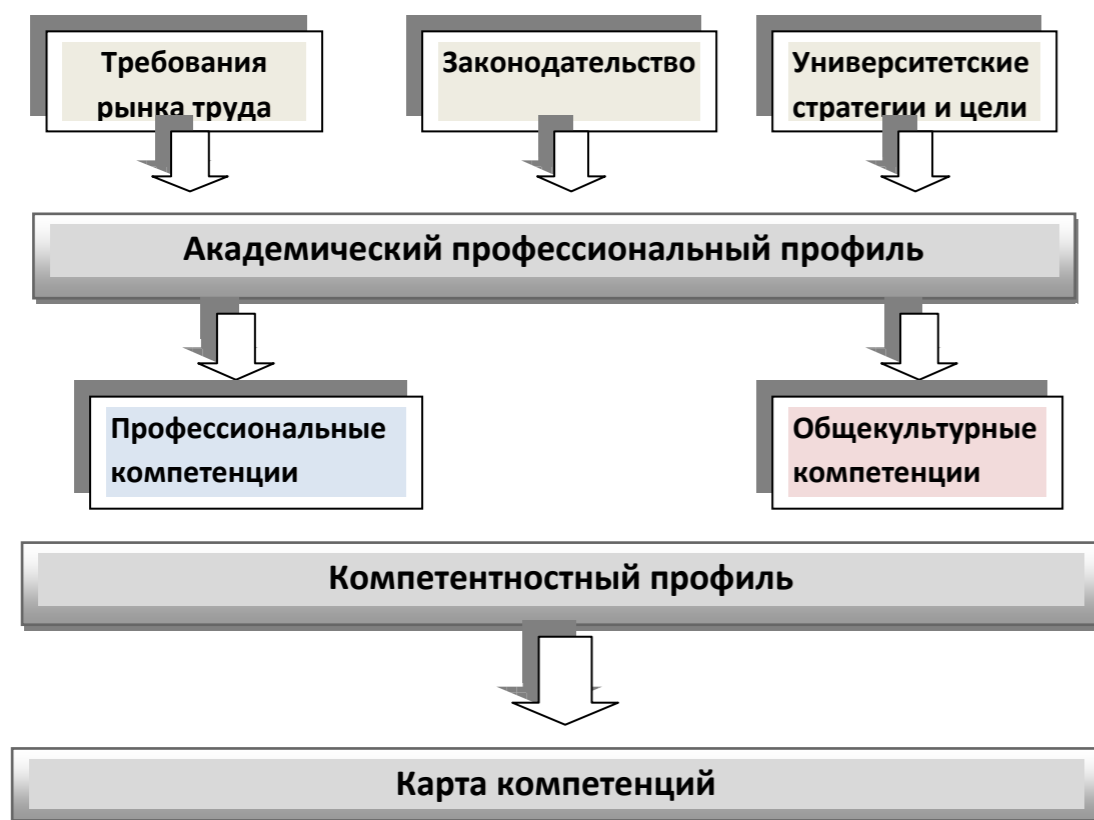 Требования
рынка труда
Законодательство
Университетские
стратегии и цели
Академический профессиональный профиль
Профессиональные
компетенции
Общекультурные
компетенции
Компетентностный профиль
Карта компетенций